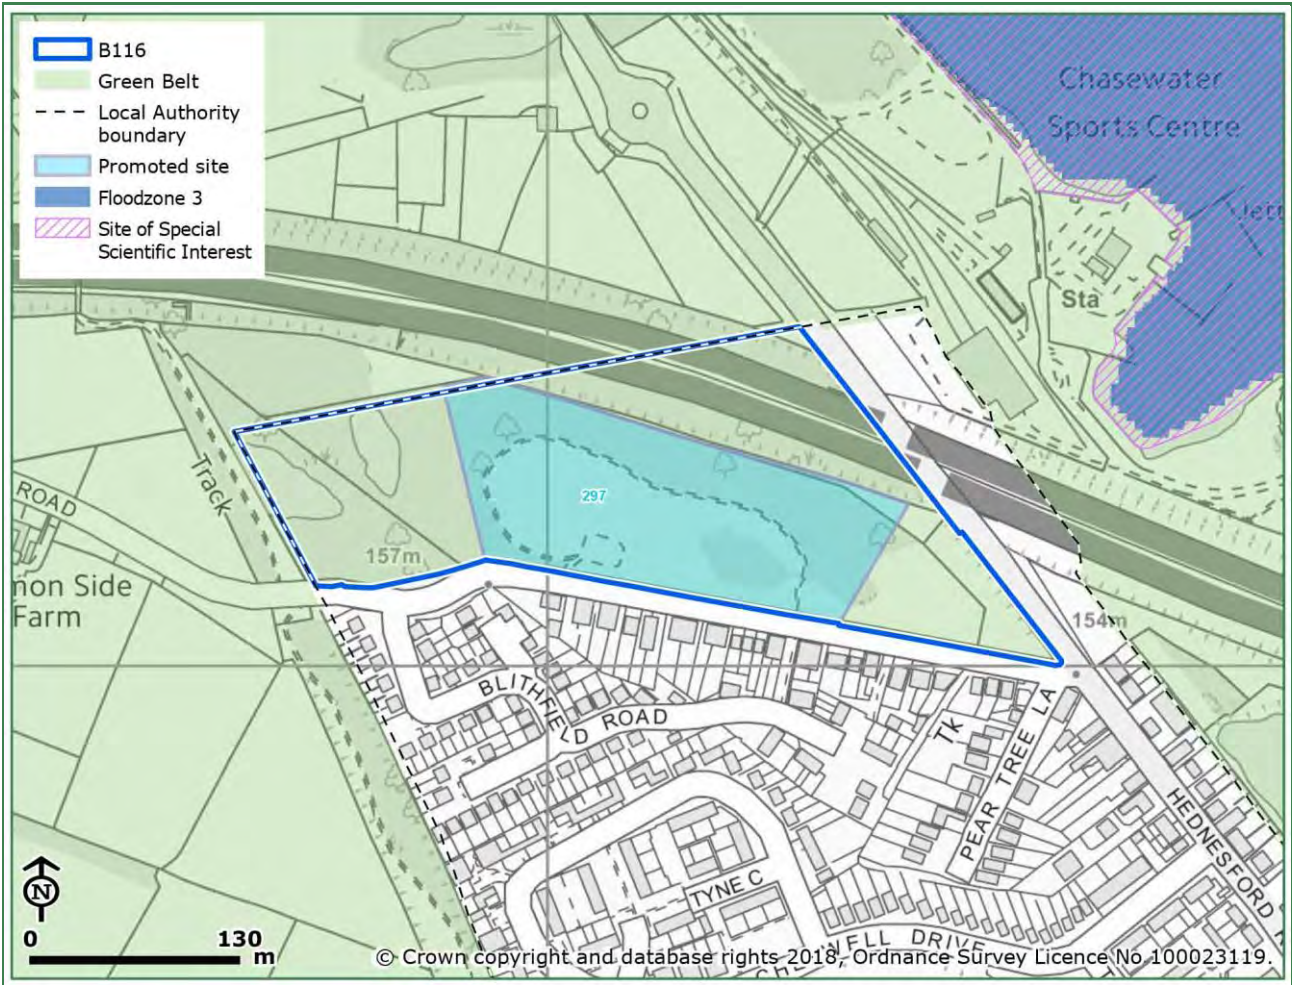 B116
Green Belt
Local Authority
boundary
Promoted site
Floodzone 3
Site of Special
Scientific Interest
Chasewater
Sports Centre
Sta
Track
ROAD
297
157m
Farm
154m
BLITHFIELD ROAD
Tk
PEAR TREE LA
HEDNESFORD
TYNE C
DRIVE
N
0 130
m
© Crown copyright and database rights 2018, Ordnance Survey Licence No 100023119.